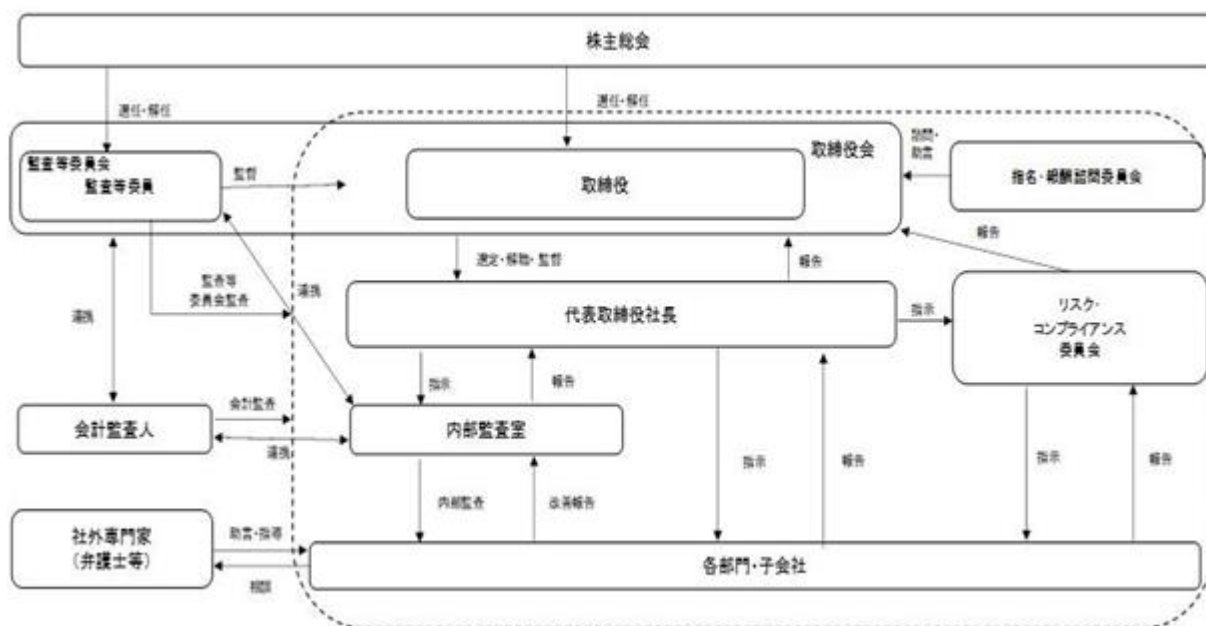 株主総会
選任・解任
選任・解任
監査等委員会
監査等委員
監督
取締役会
取締役
諮問・
助言
指名・報酬諮問委員会
報告
選定・解職・監督
報告
監査等
委員会監査
連携
連携
代表取締役社長
指示
リスク・
コンプライアンス
委員会
指示
報告
会計監査人
会計監査
連携
内部監査室
指示
報告
指示
報告
内部監査
改善報告
社外専門家
(弁護士等)
助言・指導
相談
各部門・子会社